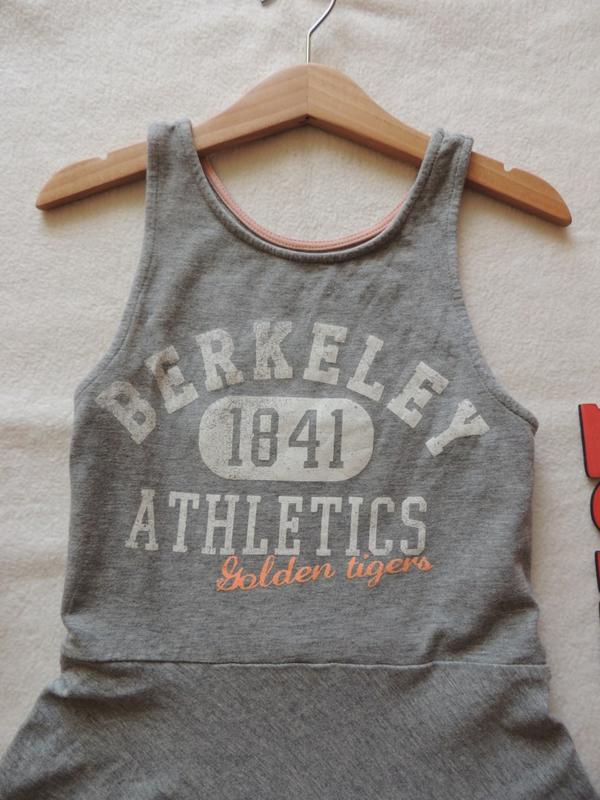 BERKELEY
1841
ATHLETICS
Golden tigers